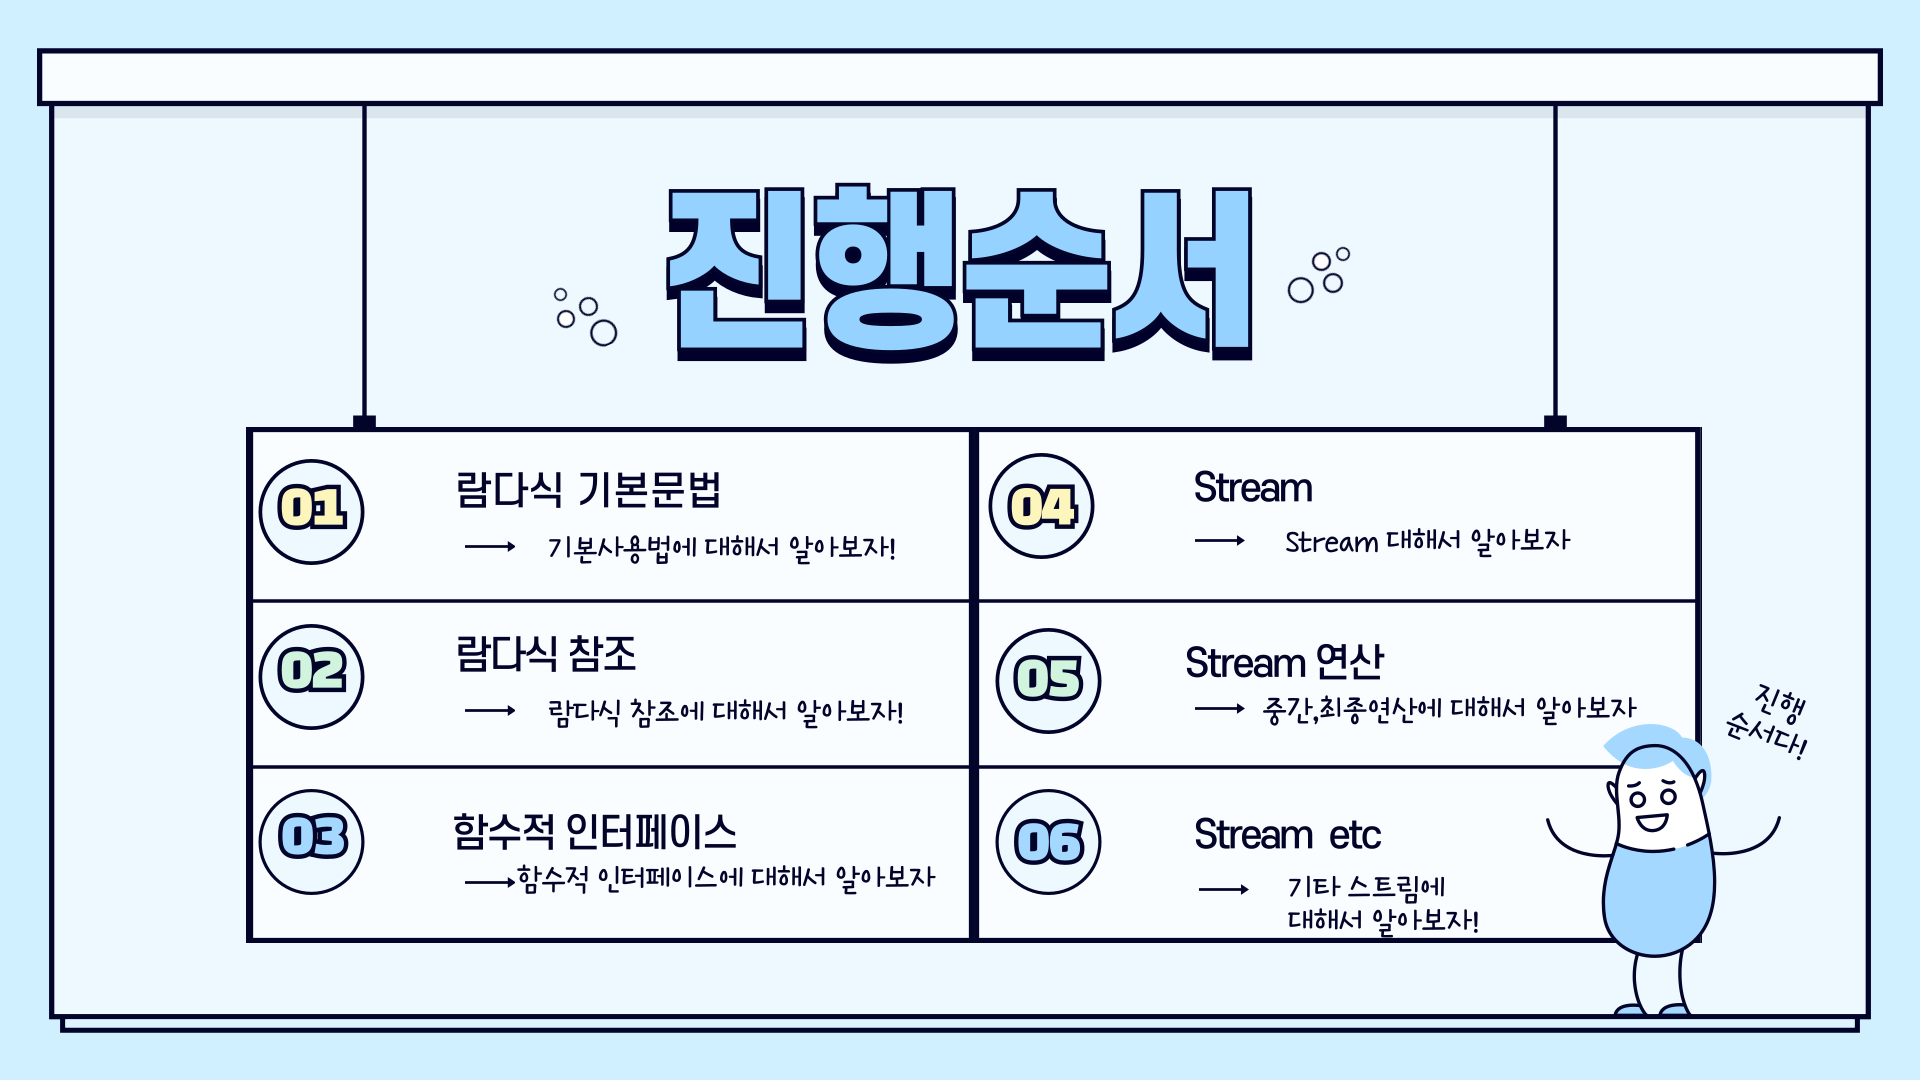 진행순서
01
람다식 기본문법
기본사용법에 대해서 알아보자!
02
람다식 참조
람다식 참조에 대해서 알아보자!
03
함수적 인터페이스
함수적 인터페이스에 대해서 알아보자
04
Stream
Stream 대해서 알아보자
05
Stream 연산
중간,최종연산에 대해서 알아보자
06
Stream etc
기타 스트림에
대해서 알아보자!
진행
순서다!